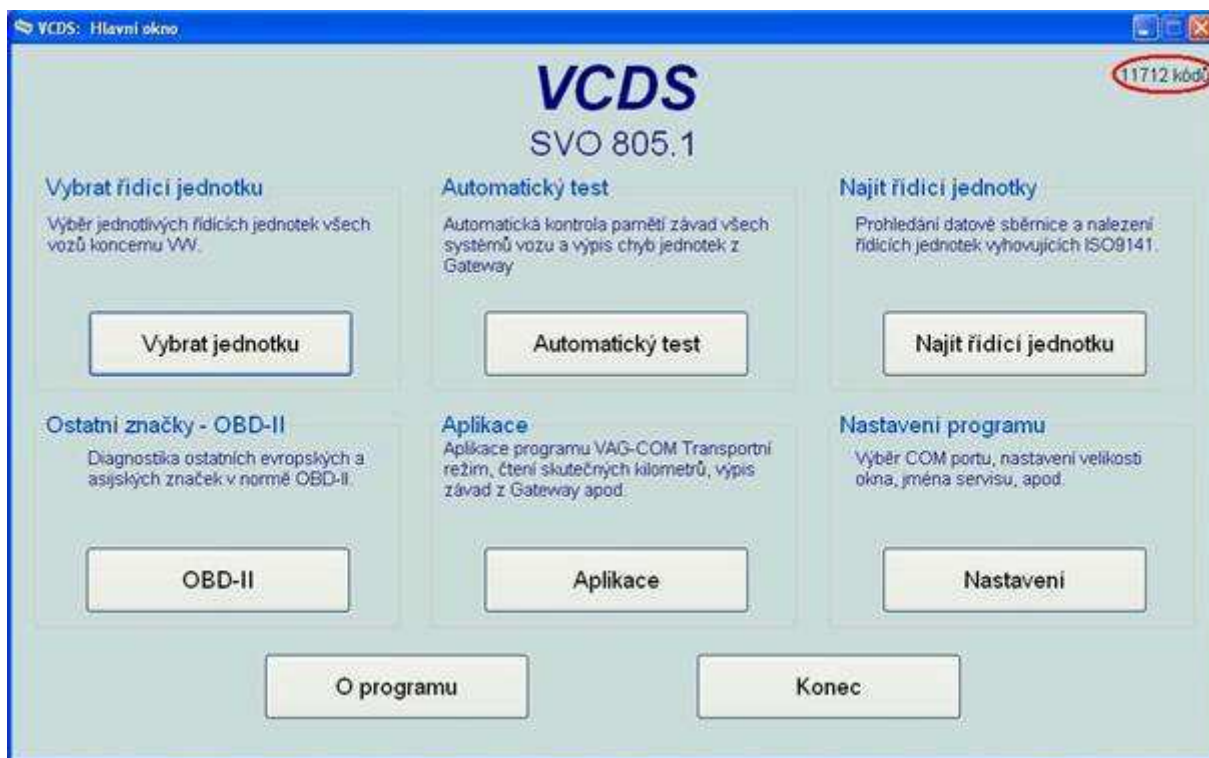 VCDS: Hlavní okno
11712 kódů
VCDS
SVO 805.1
Vybrat řídicí jednotku
Výběr jednotlivých řídících jednotek všech
vozů koncernu VW.
Vybrat jednotku
Automatický test
Automatická kontrola pamětí závad všech
systémů vozu a výpis chyb jednotek z
Gateway
Automatický test
Najít řídicí jednotky
Prohledání datové sběrnice a nalezení
řídicích jednotek vyhovujících ISO9141.
Najít řídicí jednotku
Ostatní značky - OBD-II
Diagnostika ostatních evropských a
asijských značek v normě OBD-II.
OBD-II
Aplikace
Aplikace programu VAG-COM Transportní
režim, čtení skutečných kilometrů, výpis
závad z Gateway apod.
Aplikace
Nastavení programu
Výběr COM portu, nastavení velikosti
okna, jména servisu, apod.
Nastavení
O programu
Konec